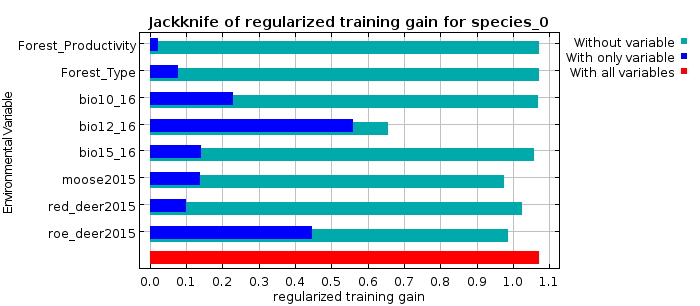 Jackknife of regularized training gain for species_0
Without variable
With only variable
With all variables
Environmental Variable
Forest_Productivity
Forest_Type
bio10_16
bio12_16
bio15_16
moose2015
red_deer2015
roe_deer2015
0.0 0.1 0.2 0.3 0.4 0.5 0.6 0.7 0.8 0.9 1.0 1.1
regularized training gain